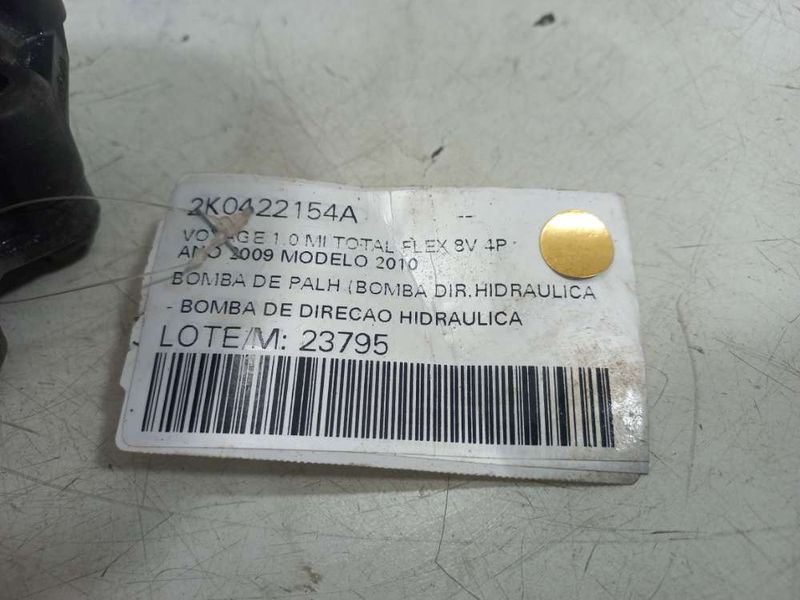 2K0422154A --
VOYAGE 1.0 MI TOTAL FLEX 8V 4P
ANO 2009 MODELO 2010
BOMBA DE PALH (BOMBA DIR.HIDRAULICA
- BOMBA DE DIRECAO HIDRAULICA
LOTE/M: 23795